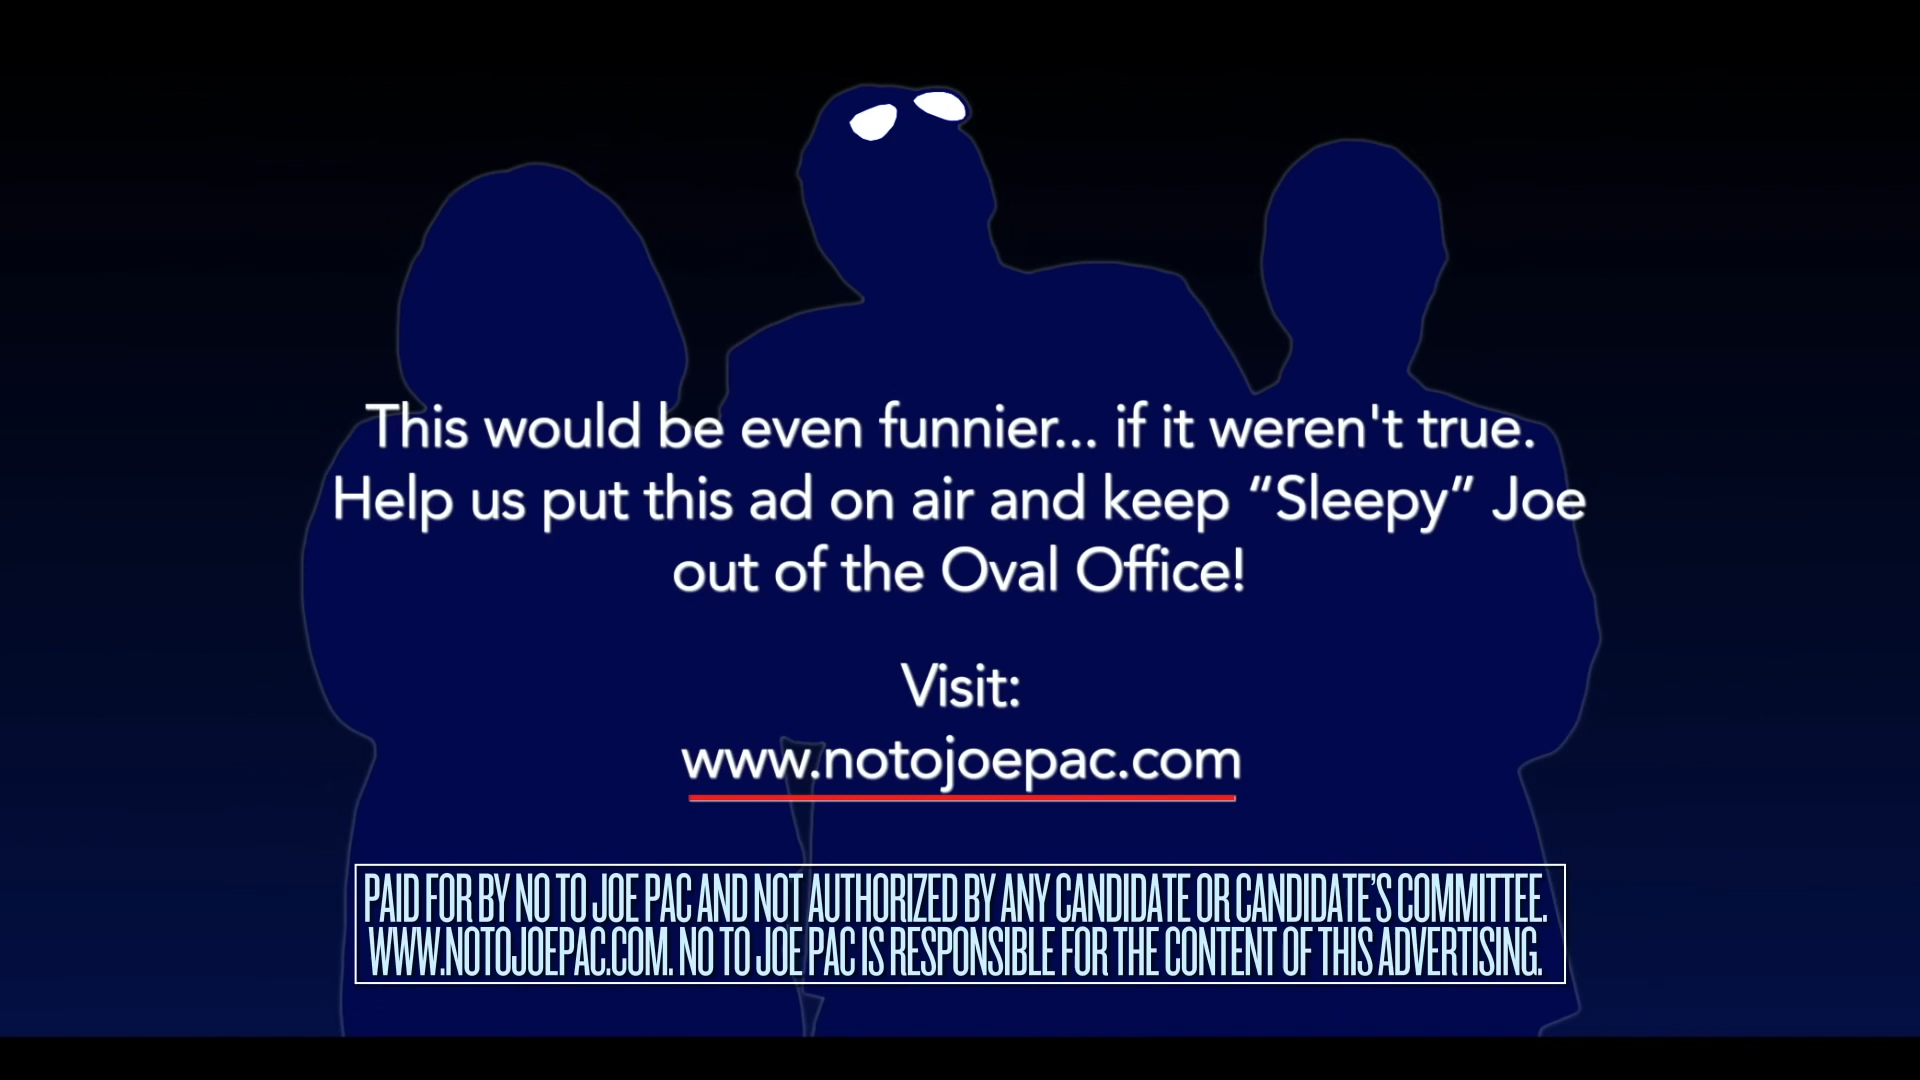 This would be even funnier... if it weren't true.
Help us put this ad on air and keep “Sleepy” Joe
out of the Oval Office!
Visit:
www.notojoepac.com
PAID FOR BY NO TO JOE PAC AND NOT AUTHORIZED BY ANY CANDIDATE OR CANDIDATE'S COMMITTEE.
WWW.NOTOJOEPAC.COM. NO TO JOE PAC IS RESPONSIBLE FOR THE CONTENT OF THIS ADVERTISING.